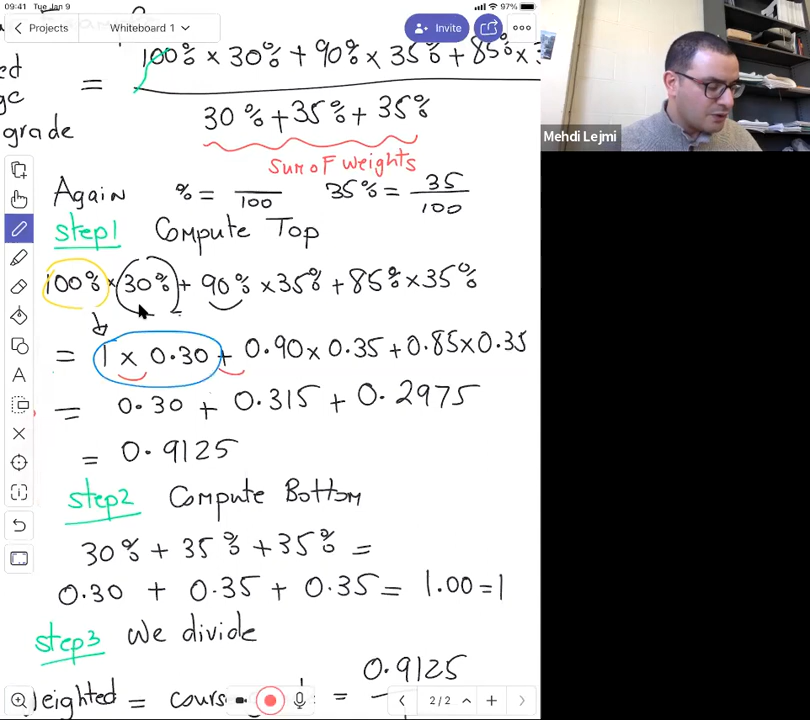 09:41 Tue Jan 9
97%
Projects
Whiteboard 1
Invite
100% × 30% + 90% × 35% + 85% × 3
=
30% + 35% + 35%
grade
Sum of Weights
Again % = /100 35% = 35/100
step1 Compute Top
100% × 30% + 90% × 35% + 85% × 35%
= 1 × 0.30 + 0.90 × 0.35 + 0.85 × 0.35
= 0.30 + 0.315 + 0.2975
= 0.9125
step2 Compute Bottom
30% + 35% + 35% =
0.30 + 0.35 + 0.35 = 1.00 = 1
step3 We divide
eighted = cours = 0.9125
2/2
Mehdi Lejmi